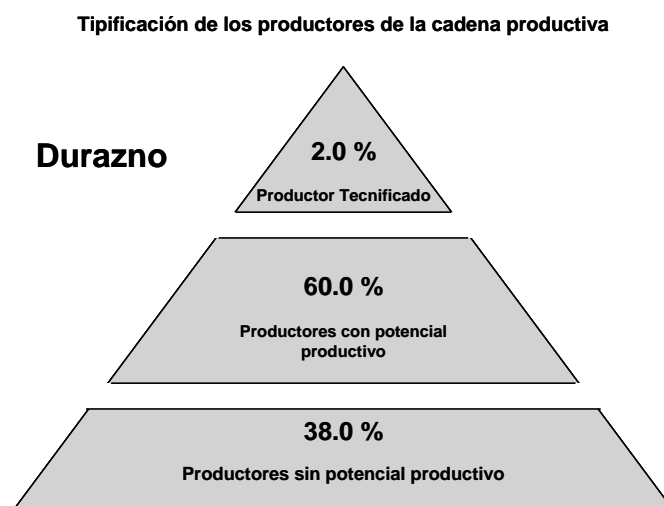 Tipificación de los productores de la cadena productiva
Durazno
2.0 %
Productor Tecnificado
60.0 %
Productores con potencial
productivo
38.0 %
Productores sin potencial productivo